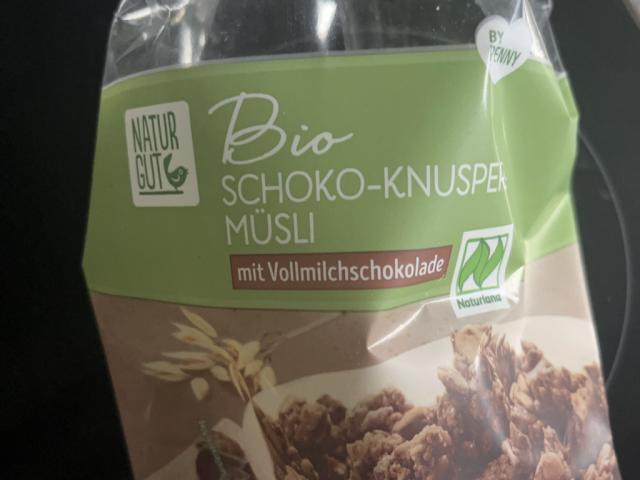 BY
PENNY
NATUR
GUT
Bio
SCHOKO-KNUSPER
MÜSLI
mit Vollmilchschokolade
Naturland